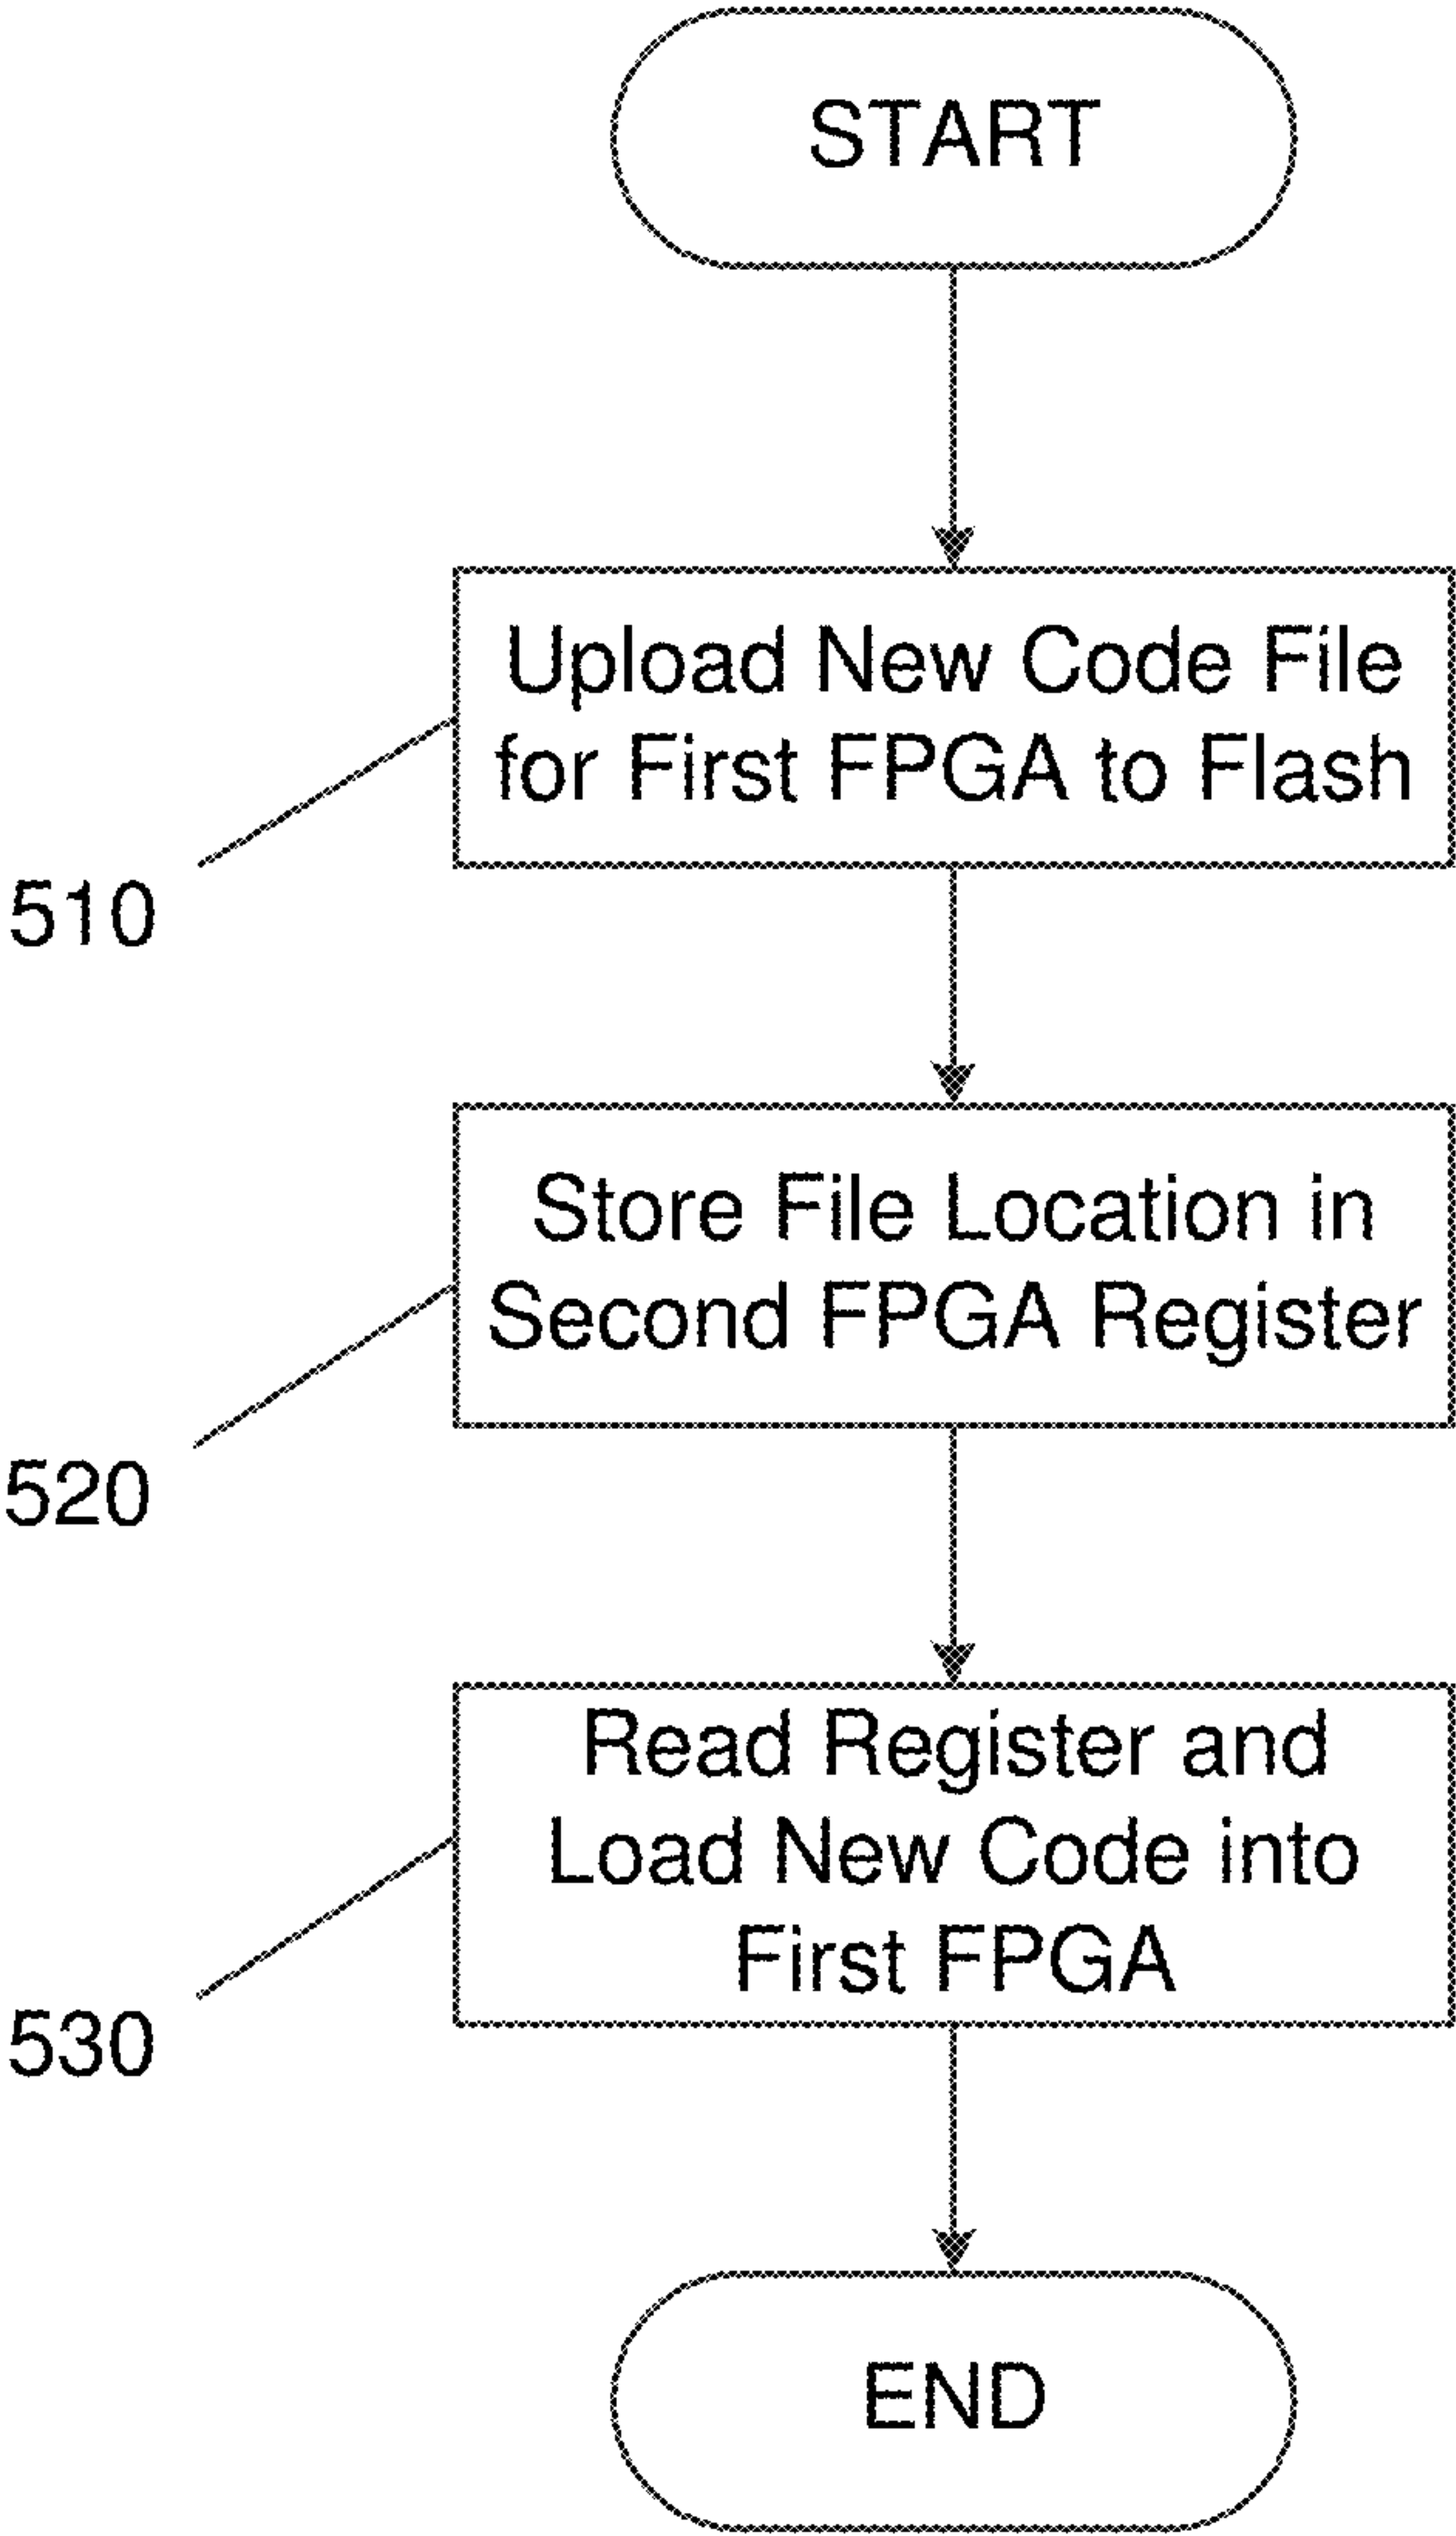 START
Upload New Code File
for First FPGA to Flash
510
Store File Location in
Second FPGA Register
520
Read Register and
Load New Code into
First FPGA
530
END